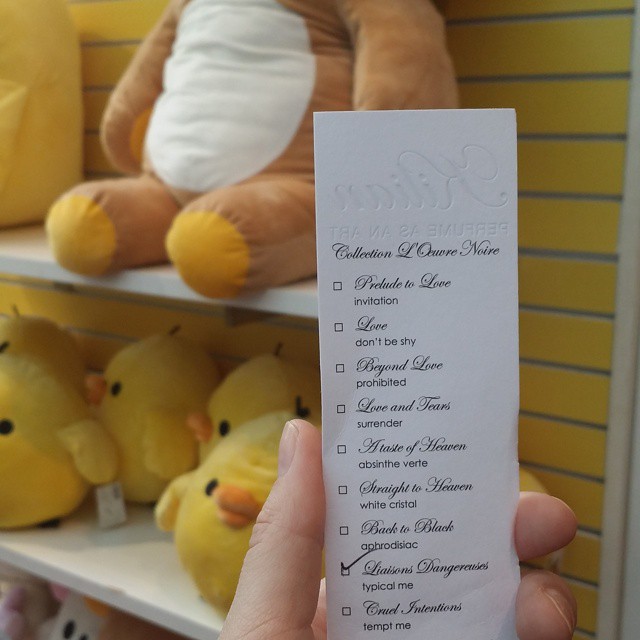 Kilian
PERFUME AS AN ART
Collection L'Œuvre Noire
Prelude to Love
invitation
Love
don't be shy
Beyond Love
prohibited
Love and Tears
surrender
A taste of Heaven
absinthe verte
Straight to Heaven
white cristal
Back to Black
aphrodisiac
Liaisons Dangereuses
typical me
Cruel Intentions
tempt me